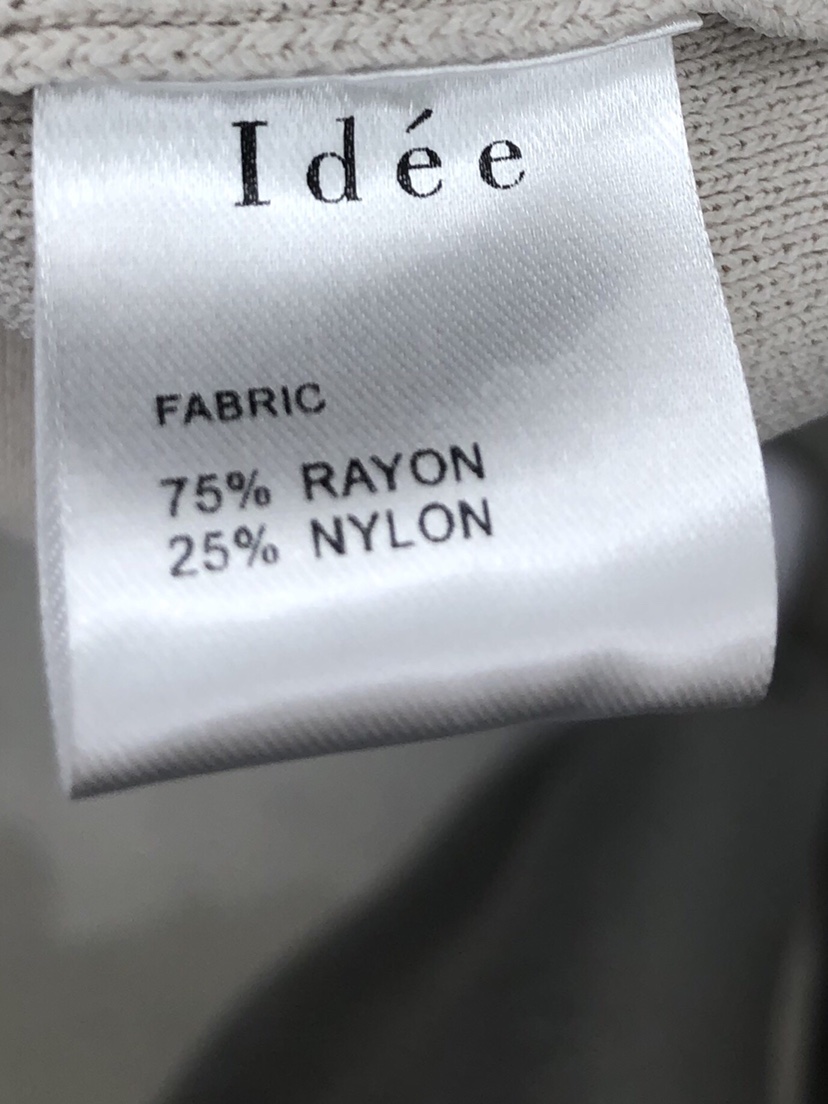 Idée
FABRIC
75% RAYON
25% NYLON